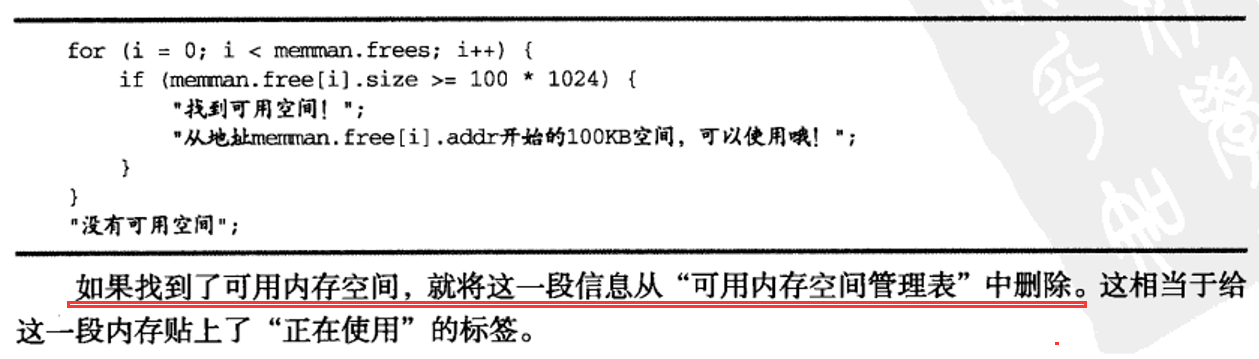 for (i = 0; i < memman.frees; i++) {
if (memman.free[i].size >= 100 * 1024) {
"找到可用空间！";
"从地址memman.free[i].addr开始的100KB空间，可以使用哦！";
}
}
"没有可用空间";
如果找到了可用内存空间，就将这一段信息从“可用内存空间管理表”中删除。这相当于给
这一段内存贴上了“正在使用”的标签。